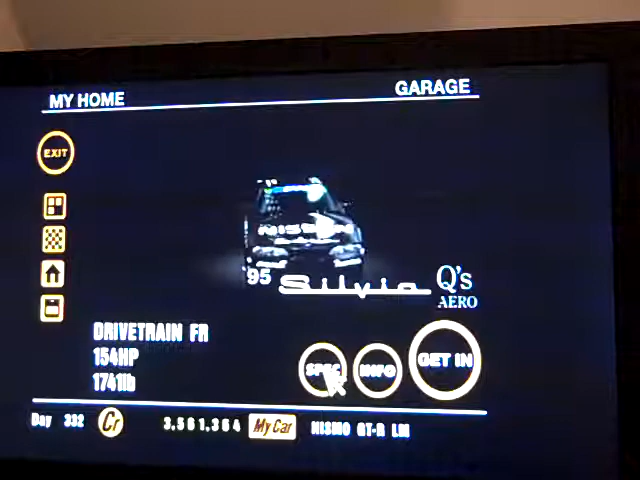 MY HOME
GARAGE
EXIT
'95 Silvia Q's
AERO
DRIVETRAIN FR
154HP
1741lb
SPEC
INFO
GET IN
Day 332 Cr 3,561,364 My Car NISMO GT-R LM